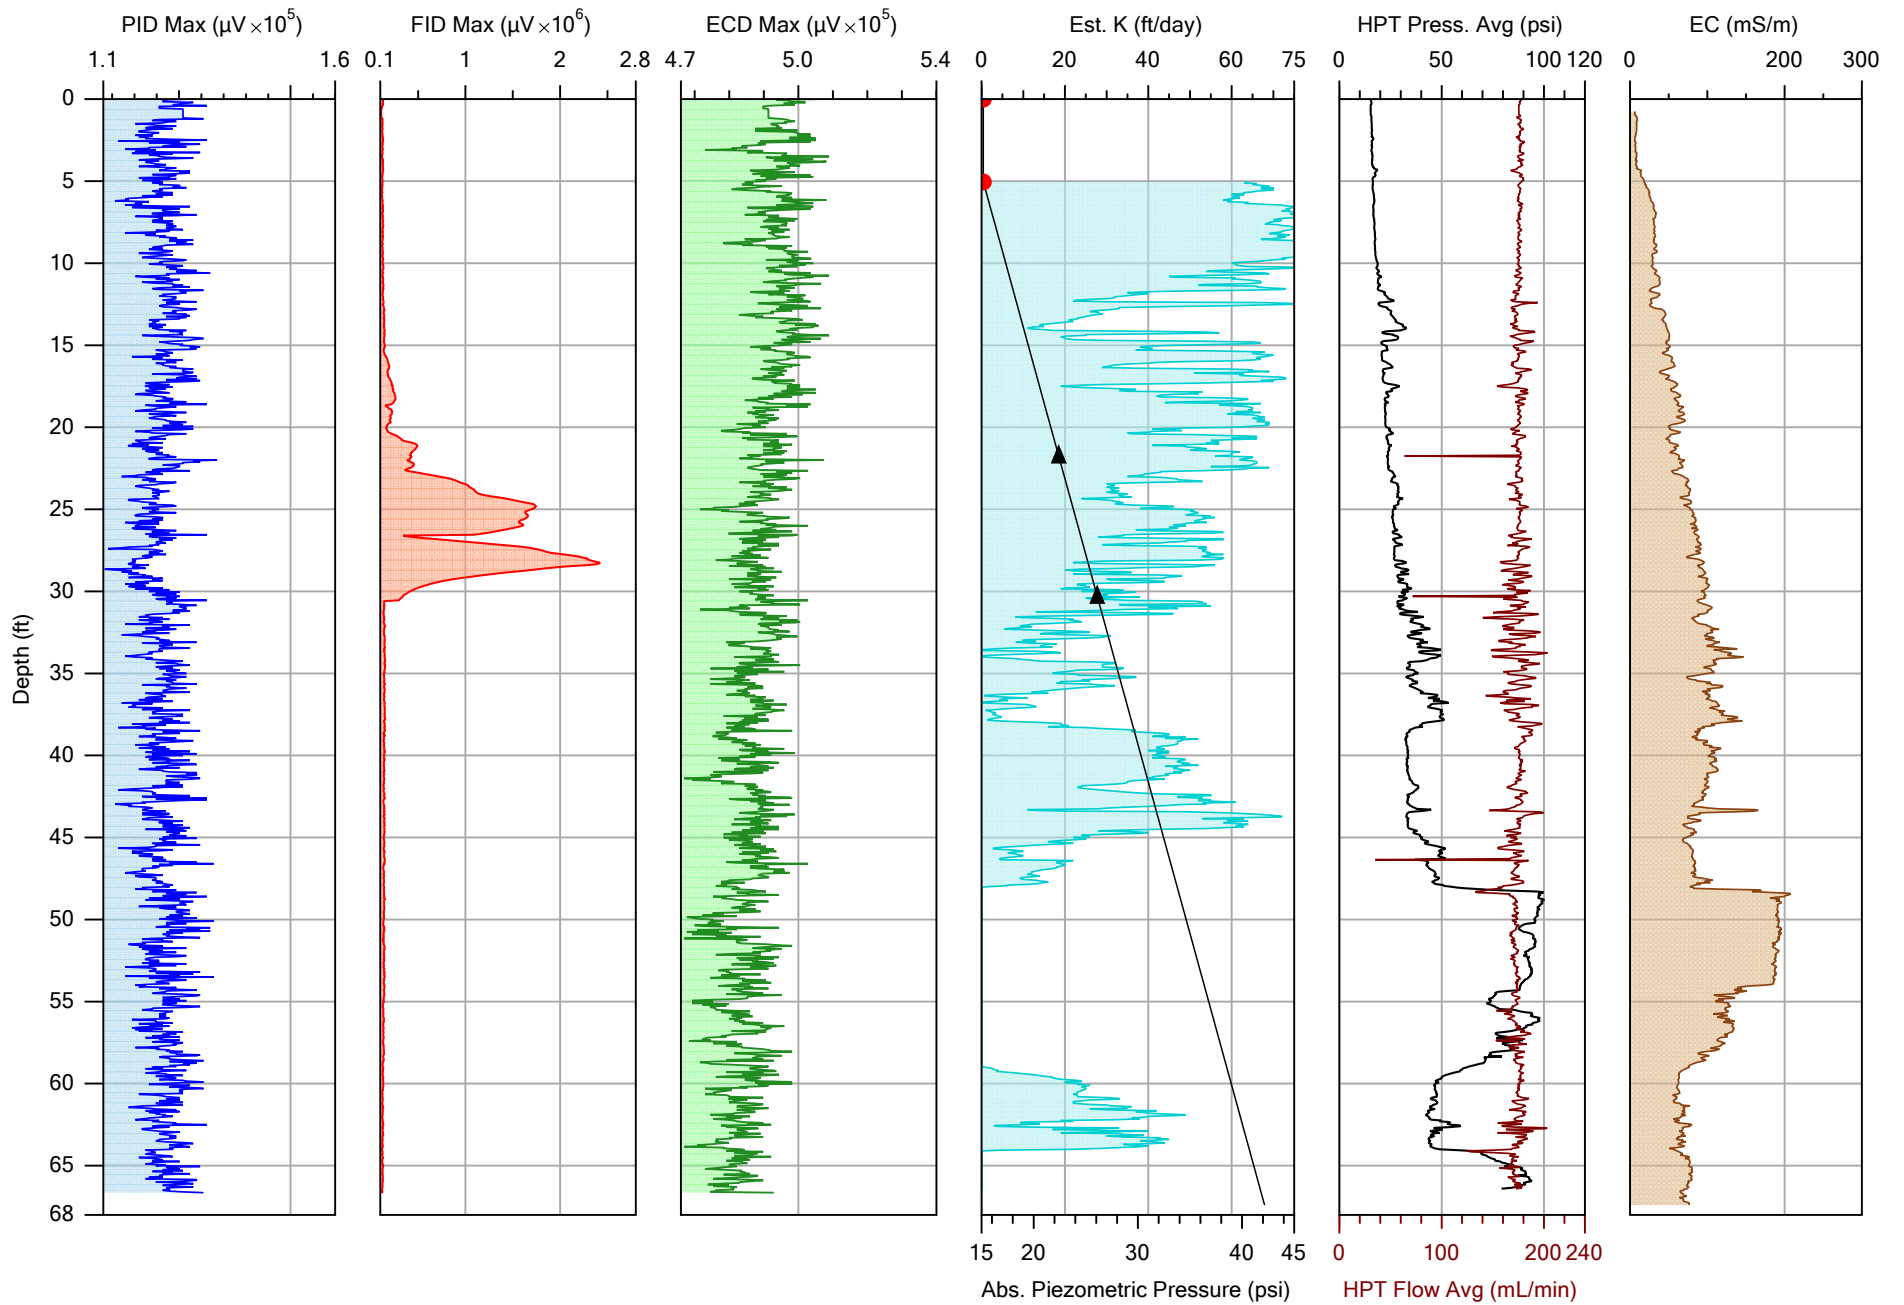 PID Max (µV ×10⁵)
FID Max (µV ×10⁶)
ECD Max (µV ×10⁵)
Est. K (ft/day)
HPT Press. Avg (psi)
EC (mS/m)
1.1 1.6
0.1 1 2 2.8
4.7 5.0 5.4
0 20 40 60 75
0 50 100 120
0 200 300
Depth (ft)
0
5
10
15
20
25
30
35
40
45
50
55
60
65
68
15 20 30 40 45
0 100 200 240
Abs. Piezometric Pressure (psi)
HPT Flow Avg (mL/min)